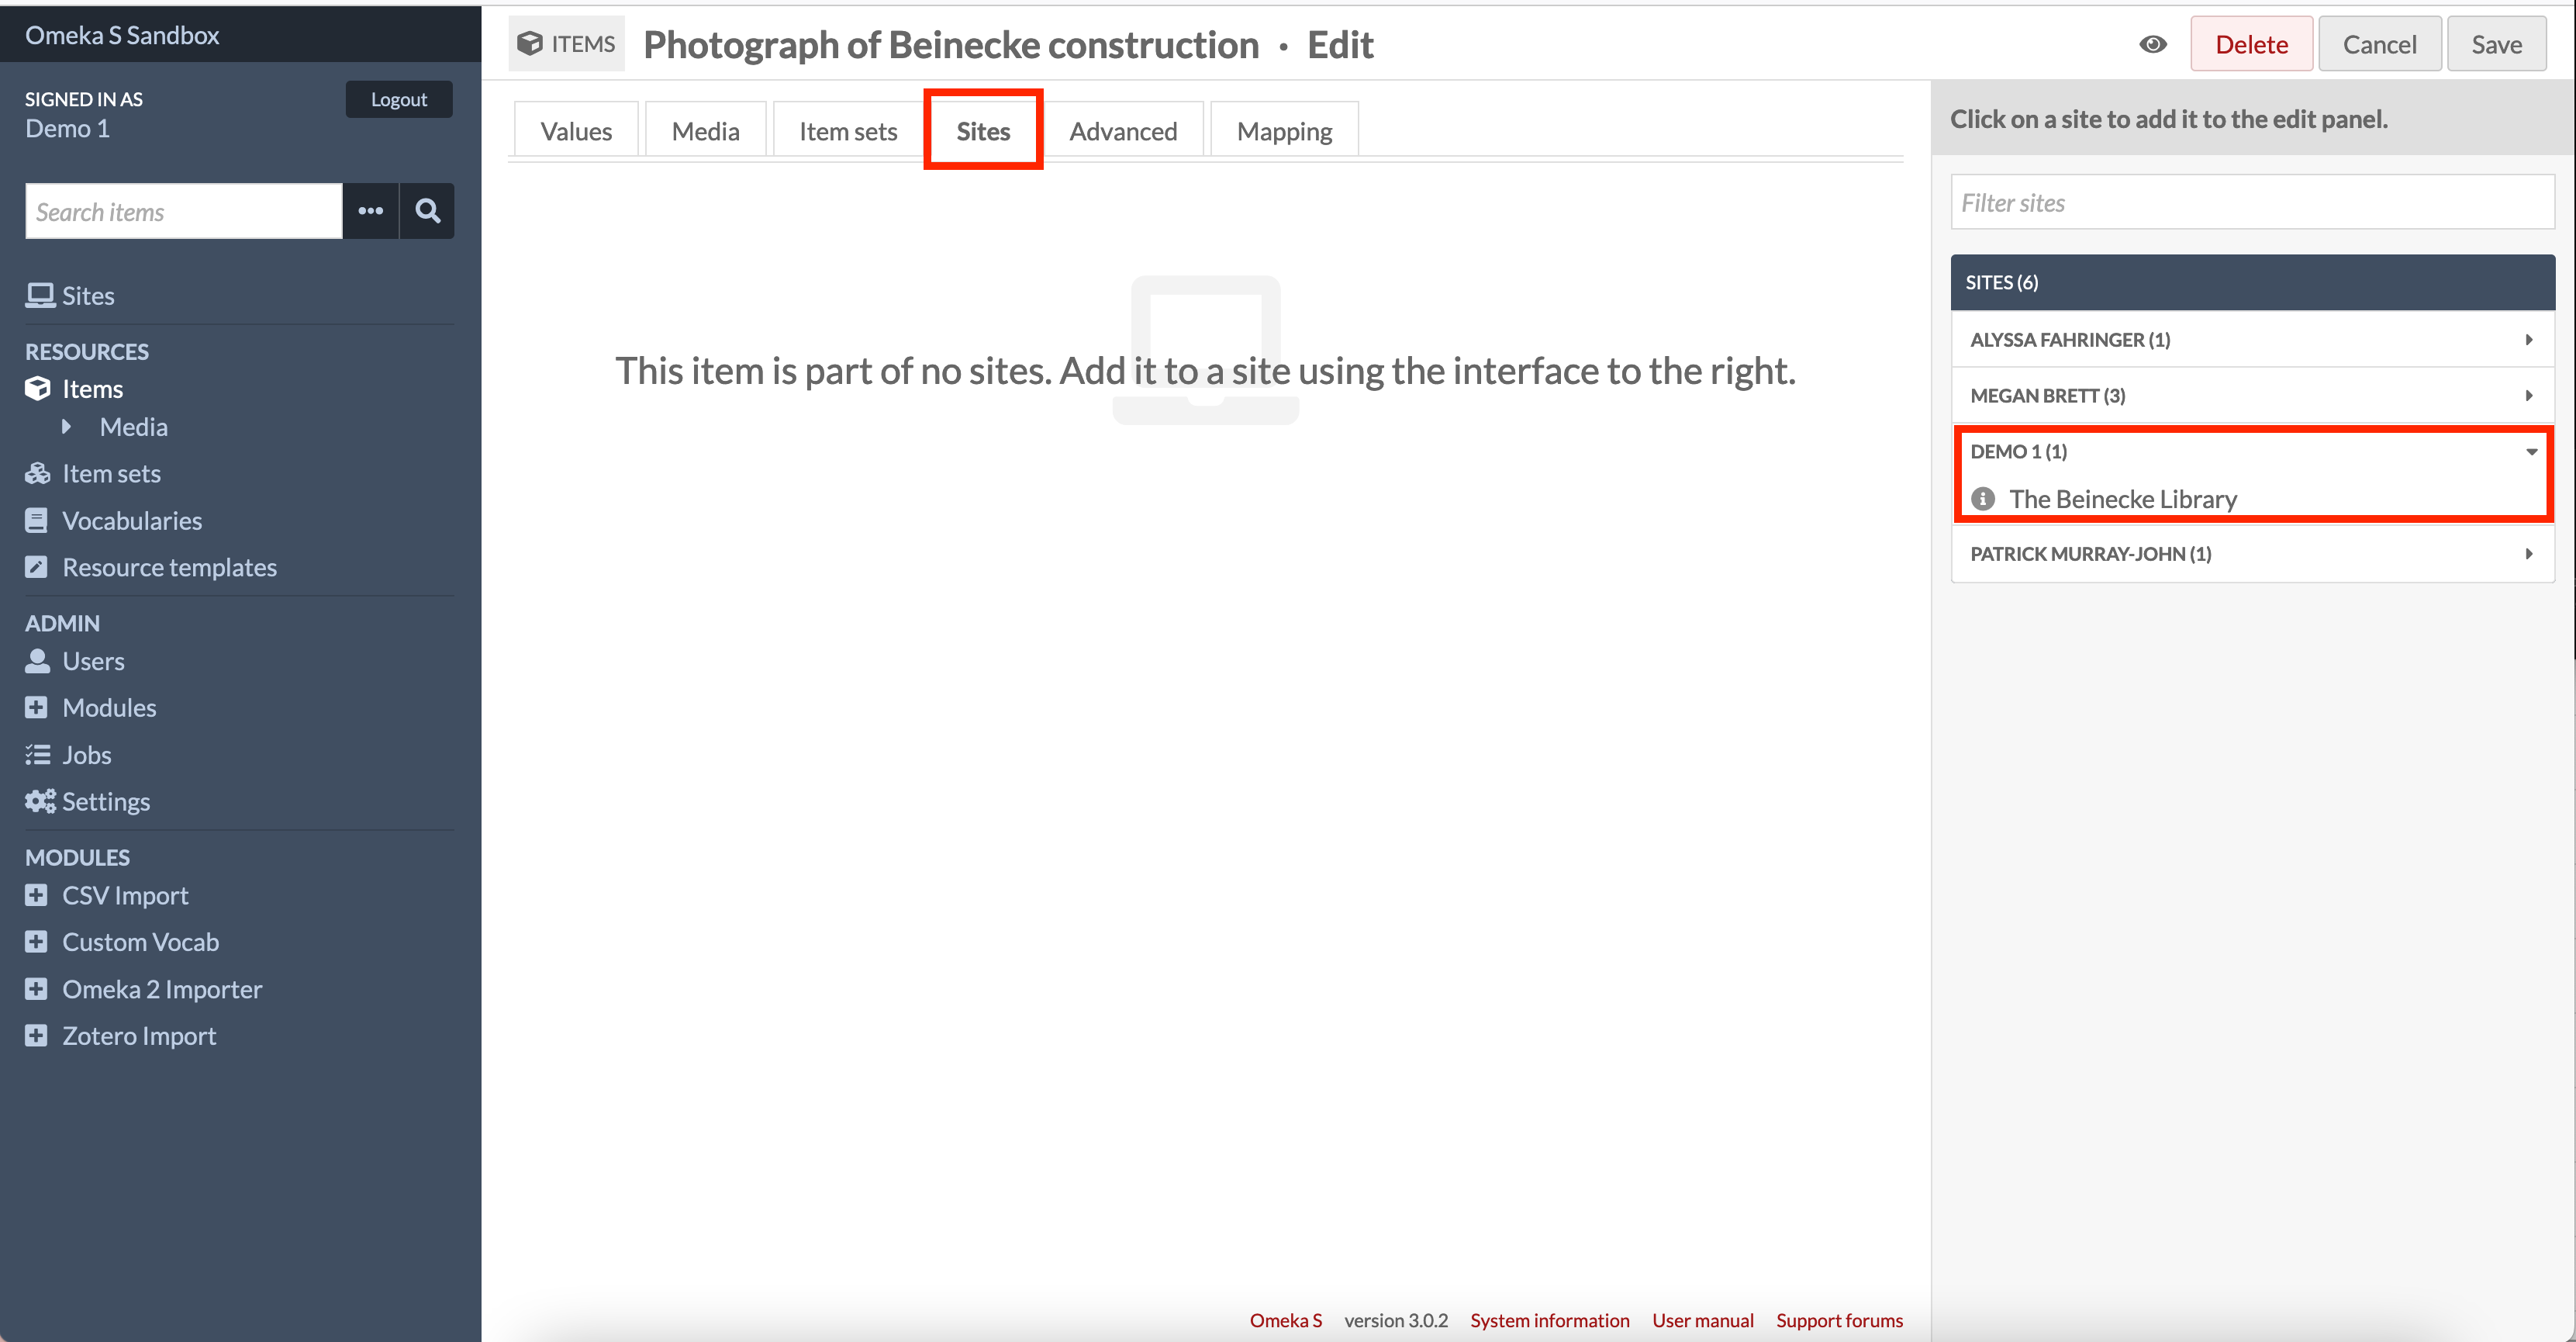 Omeka S Sandbox
SIGNED IN AS
Demo 1
Logout
Search items
Sites
RESOURCES
Items
Media
Item sets
Vocabularies
Resource templates
ADMIN
Users
Modules
Jobs
Settings
MODULES
CSV Import
Custom Vocab
Omeka 2 Importer
Zotero Import
ITEMS Photograph of Beinecke construction · Edit
Delete Cancel Save
Values Media Item sets Sites Advanced Mapping
This item is part of no sites. Add it to a site using the interface to the right.
Click on a site to add it to the edit panel.
Filter sites
SITES (6)
ALYSSA FAHRINGER (1)
MEGAN BRETT (3)
DEMO 1 (1)
The Beinecke Library
PATRICK MURRAY-JOHN (1)
Omeka S version 3.0.2 System information User manual Support forums